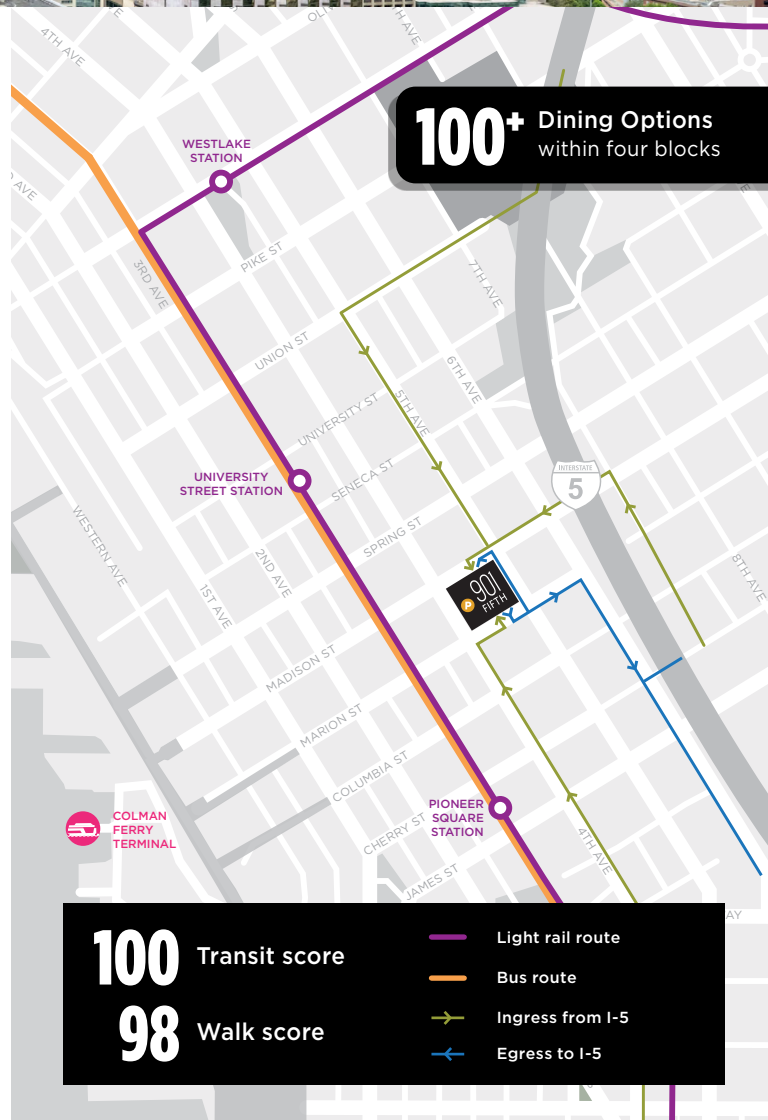 4TH AVE
100+
Dining Options
within four blocks
WESTLAKE
STATION
PIKE ST
3RD AVE
7TH AVE
UNION ST
6TH AVE
5TH AVE
UNIVERSITY ST
UNIVERSITY
STREET STATION
SENECA ST
INTERSTATE
5
SPRING ST
WESTERN AVE
2ND AVE
1ST AVE
8TH AVE
901
FIFTH
P
MADISON ST
MARION ST
COLUMBIA ST
PIONEER
SQUARE
STATION
COLMAN
FERRY
TERMINAL
CHERRY ST
4TH AVE
JAMES ST
100 Transit score
98 Walk score
Light rail route
Bus route
Ingress from I-5
Egress to I-5